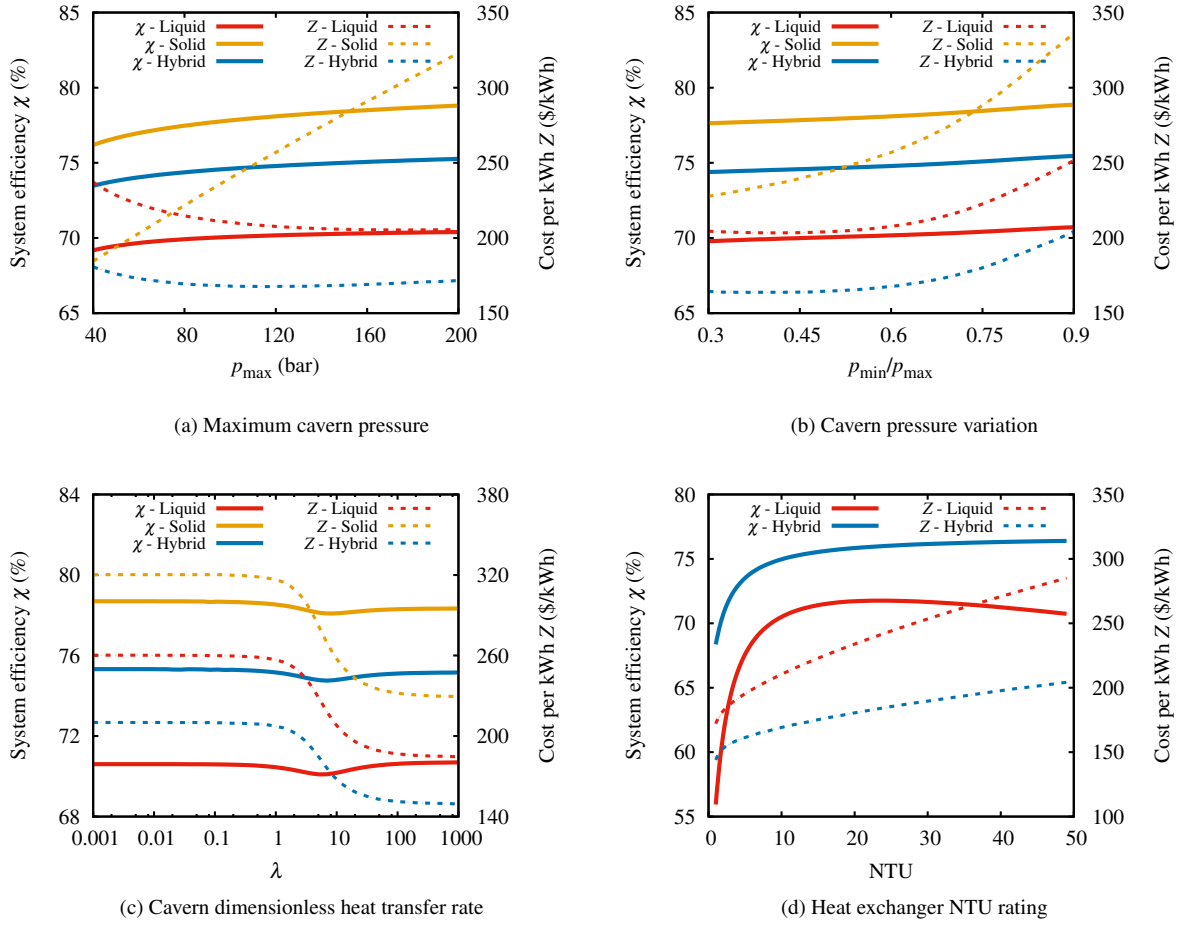 85
80
75
70
65
350
300
250
200
150
40
80
120
160
200
System efficiency χ (%)
Cost per kWh Z ($/kWh)
χ - Liquid
χ - Solid
χ - Hybrid
Z - Liquid
Z - Solid
Z - Hybrid
p_max (bar)
(a) Maximum cavern pressure
85
80
75
70
65
350
300
250
200
150
0.3
0.45
0.6
0.75
0.9
System efficiency χ (%)
Cost per kWh Z ($/kWh)
χ - Liquid
χ - Solid
χ - Hybrid
Z - Liquid
Z - Solid
Z - Hybrid
p_min/p_max
(b) Cavern pressure variation
84
80
76
72
68
380
320
260
200
140
0.001
0.01
0.1
1
10
100
1000
System efficiency χ (%)
Cost per kWh Z ($/kWh)
χ - Liquid
χ - Solid
χ - Hybrid
Z - Liquid
Z - Solid
Z - Hybrid
λ
(c) Cavern dimensionless heat transfer rate
80
75
70
65
60
55
350
300
250
200
150
100
0
10
20
30
40
50
System efficiency χ (%)
Cost per kWh Z ($/kWh)
χ - Liquid
χ - Hybrid
Z - Liquid
Z - Hybrid
NTU
(d) Heat exchanger NTU rating